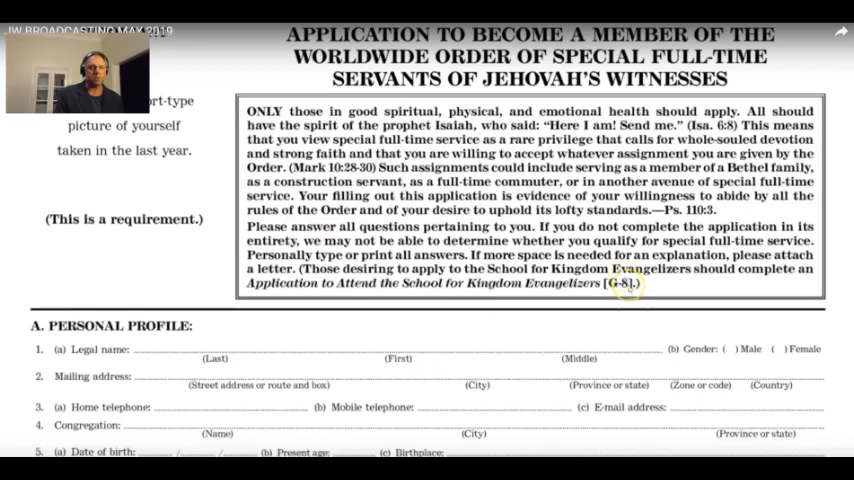 JW BROADCASTING MAY 2019
APPLICATION TO BECOME A MEMBER OF THE
WORLDWIDE ORDER OF SPECIAL FULL-TIME
SERVANTS OF JEHOVAH'S WITNESSES
ort-type
picture of yourself
taken in the last year.
(This is a requirement.)
ONLY those in good spiritual, physical, and emotional health should apply. All should
have the spirit of the prophet Isaiah, who said: “Here I am! Send me.” (Isa. 6:8) This means
that you view special full-time service as a rare privilege that calls for whole-souled devotion
and strong faith and that you are willing to accept whatever assignment you are given by the
Order. (Mark 10:28-30) Such assignments could include serving as a member of a Bethel family,
as a construction servant, as a full-time commuter, or in another avenue of special full-time
service. Your filling out this application is evidence of your willingness to abide by all the
rules of the Order and of your desire to uphold its lofty standards.—Ps. 110:3.
Please answer all questions pertaining to you. If you do not complete the application in its
entirety, we may not be able to determine whether you qualify for special full-time service.
Personally type or print all answers. If more space is needed for an explanation, please attach
a letter. (Those desiring to apply to the School for Kingdom Evangelizers should complete an
Application to Attend the School for Kingdom Evangelizers [G-8].)
A. PERSONAL PROFILE:
1. (a) Legal name: (b) Gender: ( ) Male ( ) Female
(Last) (First) (Middle)
2. Mailing address:
(Street address or route and box) (City) (Province or state) (Zone or code) (Country)
3. (a) Home telephone: (b) Mobile telephone: (c) E-mail address:
4. Congregation:
(Name) (City) (Province or state)
5. (a) Date of birth: / / (b) Present age: (c) Birthplace: